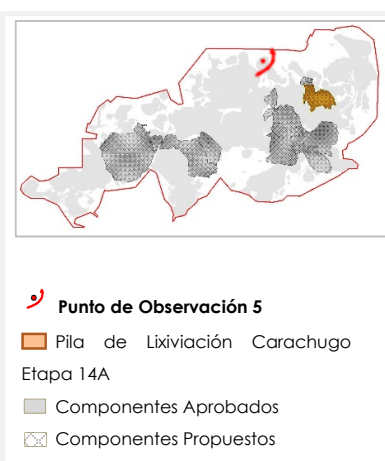 Punto de Observación 5
Pila de Lixiviación Carachugo
Etapa 14A
Componentes Aprobados
Componentes Propuestos